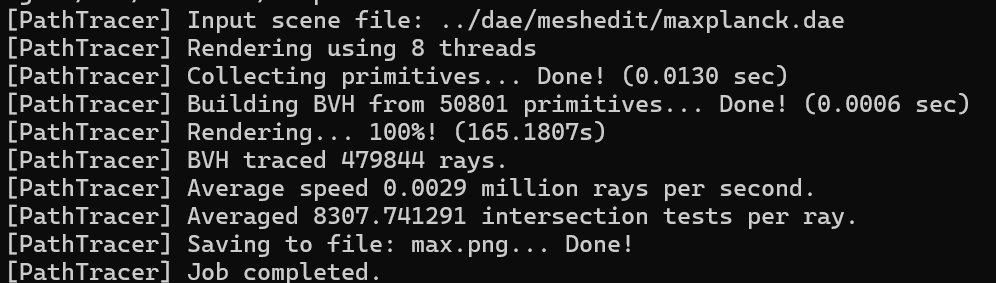 [PathTracer] Input scene file: ../dae/meshedit/maxplanck.dae
[PathTracer] Rendering using 8 threads
[PathTracer] Collecting primitives... Done! (0.0130 sec)
[PathTracer] Building BVH from 50801 primitives... Done! (0.0006 sec)
[PathTracer] Rendering... 100%! (165.1807s)
[PathTracer] BVH traced 479844 rays.
[PathTracer] Average speed 0.0029 million rays per second.
[PathTracer] Averaged 8307.741291 intersection tests per ray.
[PathTracer] Saving to file: max.png... Done!
[PathTracer] Job completed.